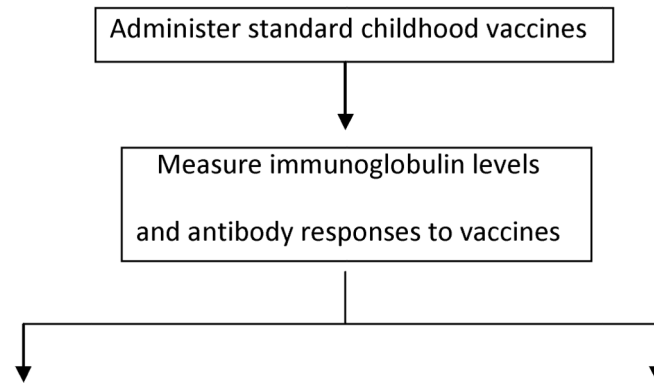 Administer standard childhood vaccines
Measure immunoglobulin levels
and antibody responses to vaccines